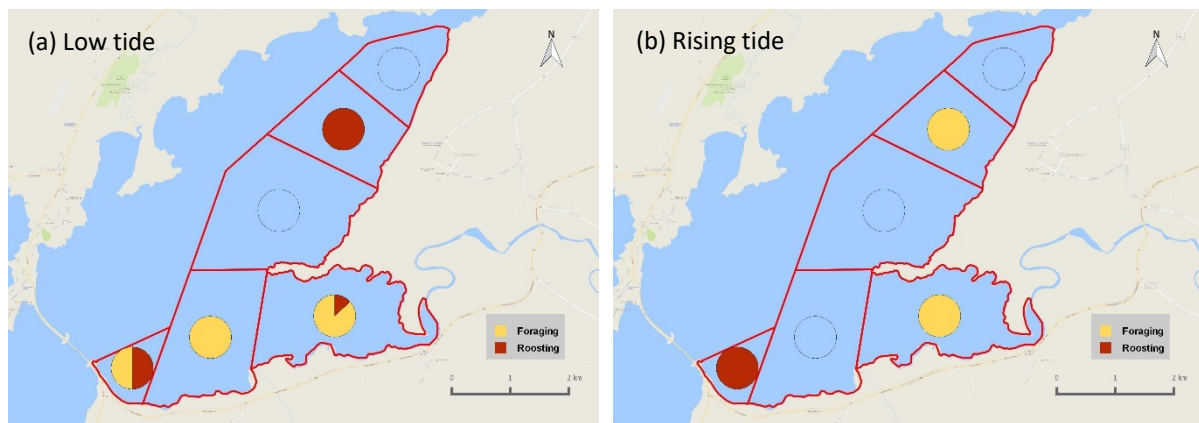 (a) Low tide
N
Foraging
Roosting
0 1 2 km
(b) Rising tide
N
Foraging
Roosting
0 1 2 km